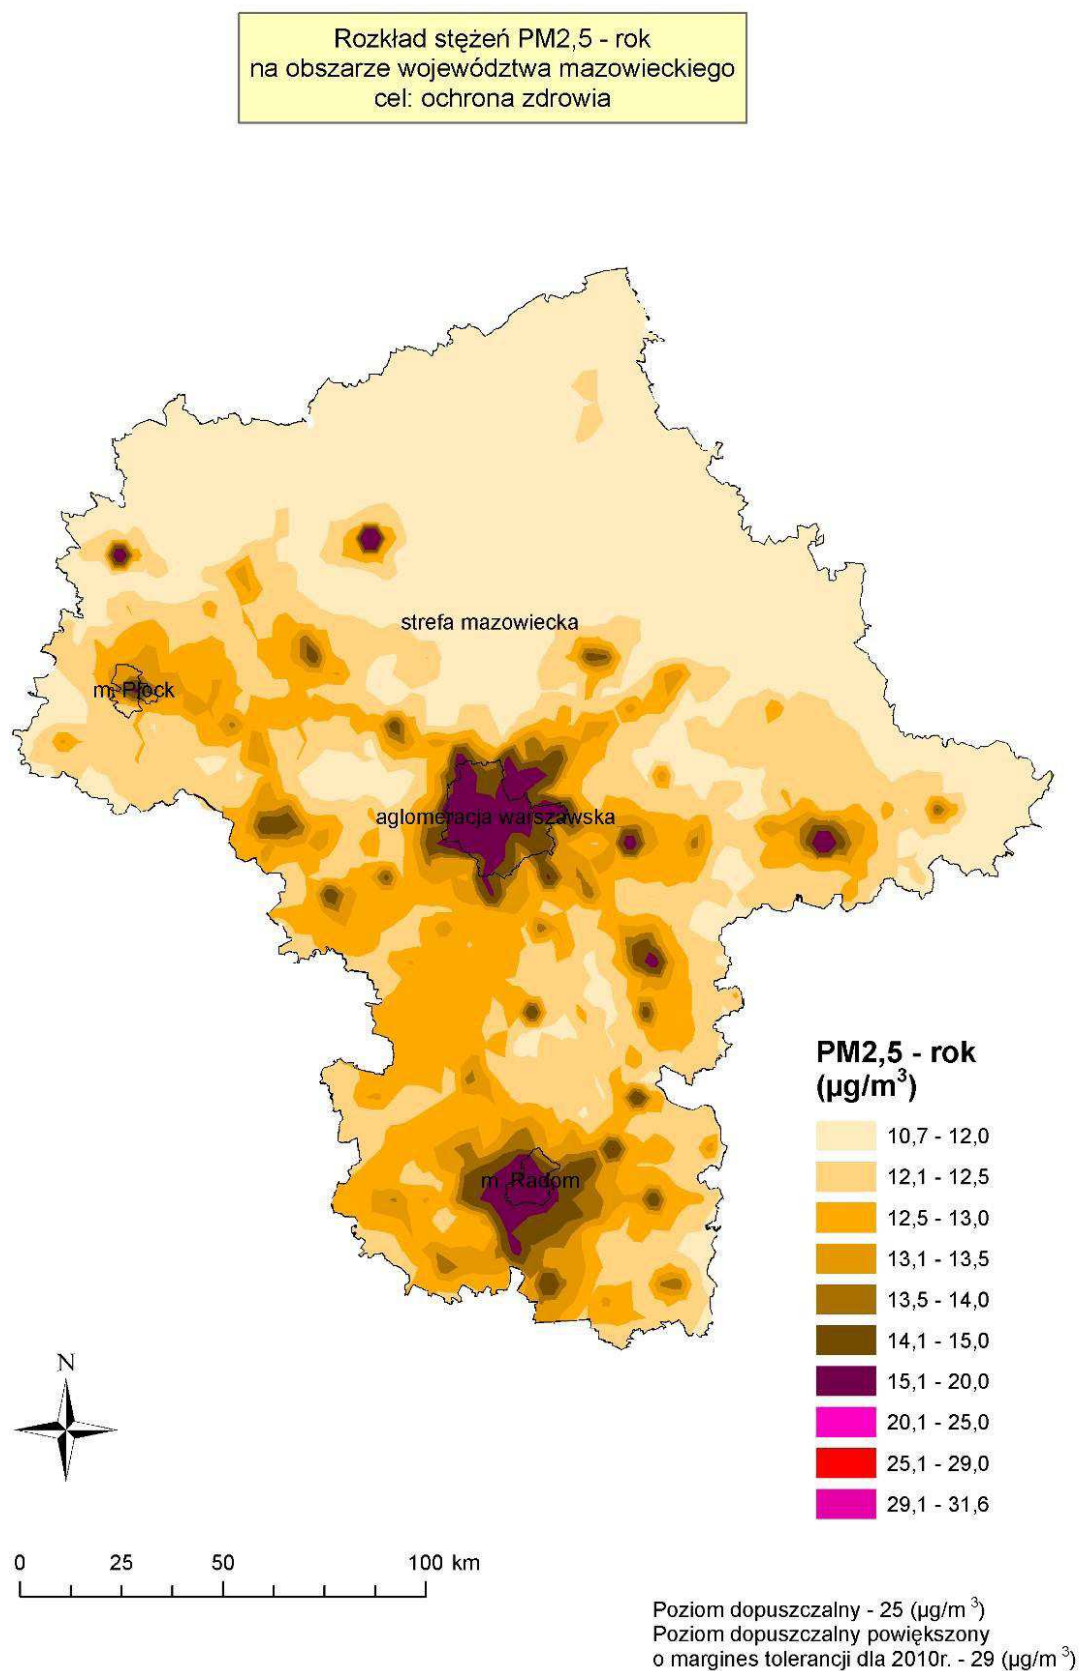 Rozkład stężeń PM2,5 - rok
na obszarze województwa mazowieckiego
cel: ochrona zdrowia
strefa mazowiecka
m. Płock
aglomeracja warszawska
m. Radom
PM2,5 - rok
(µg/m³)
10,7 - 12,0
12,1 - 12,5
12,5 - 13,0
13,1 - 13,5
13,5 - 14,0
14,1 - 15,0
15,1 - 20,0
20,1 - 25,0
25,1 - 29,0
29,1 - 31,6
N
0 25 50 100 km
Poziom dopuszczalny - 25 (µg/m³)
Poziom dopuszczalny powiększony
o margines tolerancji dla 2010r. - 29 (µg/m³)